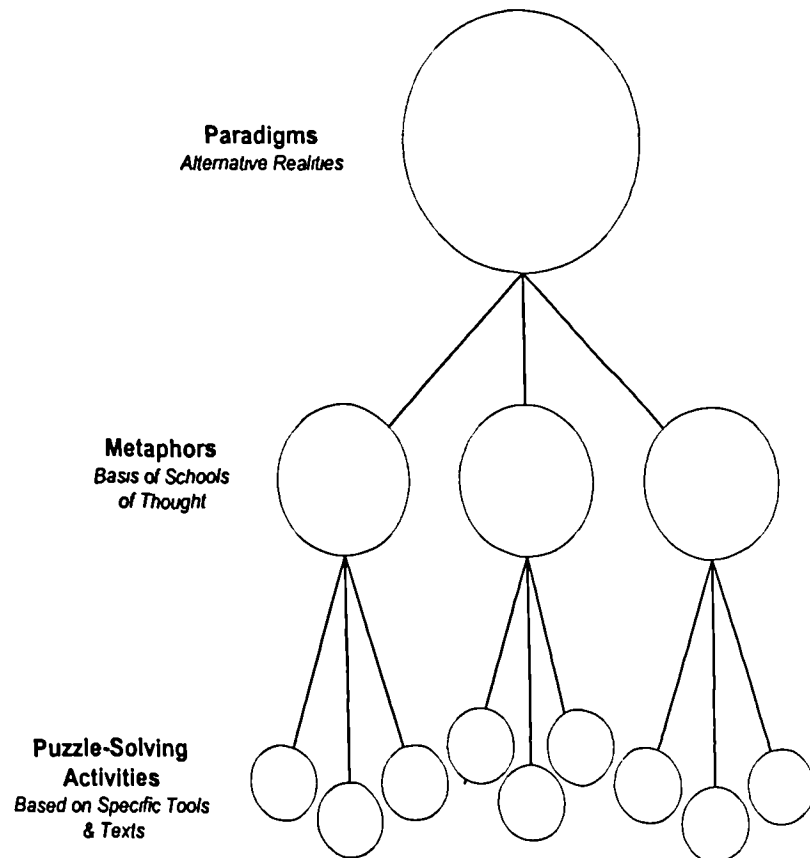 Paradigms
Alternative Realities
Metaphors
Basis of Schools
of Thought
Puzzle-Solving
Activities
Based on Specific Tools
& Texts